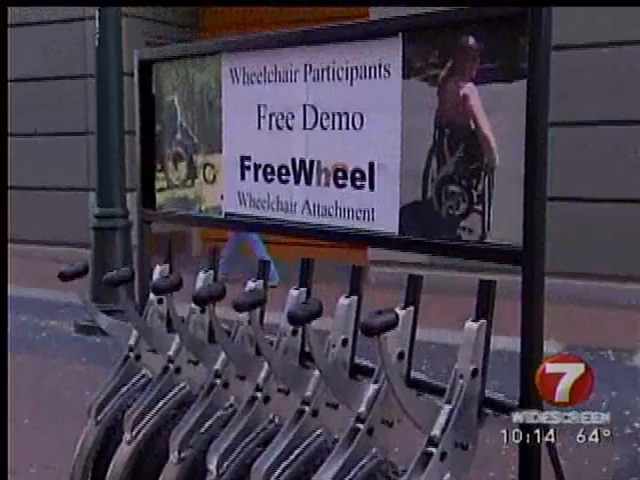 Wheelchair Participants
Free Demo
FreeWheel
Wheelchair Attachment
7
WIDESCREEN
10:14 64°